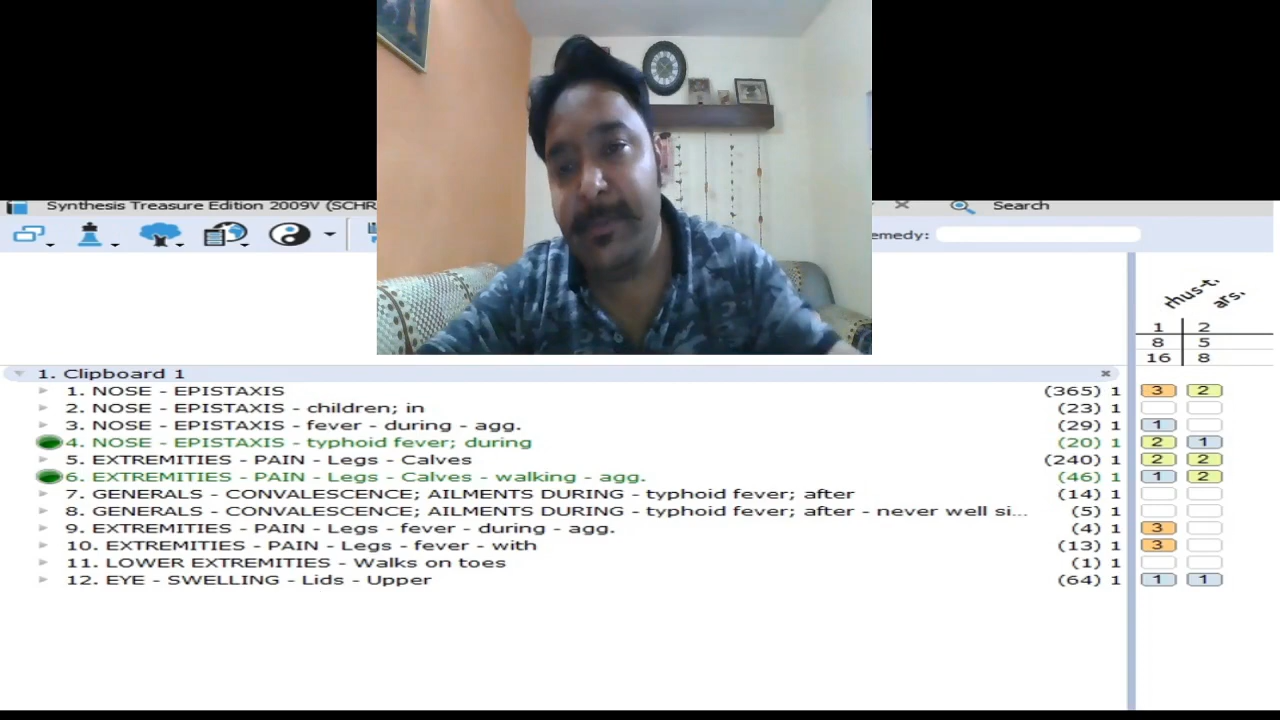 Synthesis Treasure Edition 2009V (SCHR
Search
emedy:
rhus-t. ars.
1 2
8 5
16 8
1. Clipboard 1
1. NOSE - EPISTAXIS (365) 1 3 2
2. NOSE - EPISTAXIS - children; in (23) 1
3. NOSE - EPISTAXIS - fever - during - agg. (29) 1 1
4. NOSE - EPISTAXIS - typhoid fever; during (20) 1 2 1
5. EXTREMITIES - PAIN - Legs - Calves (240) 1 2 2
6. EXTREMITIES - PAIN - Legs - Calves - walking - agg. (46) 1 1 2
7. GENERALS - CONVALESCENCE; AILMENTS DURING - typhoid fever; after (14) 1
8. GENERALS - CONVALESCENCE; AILMENTS DURING - typhoid fever; after - never well si... (5) 1
9. EXTREMITIES - PAIN - Legs - fever - during - agg. (4) 1 3
10. EXTREMITIES - PAIN - Legs - fever - with (13) 1 3
11. LOWER EXTREMITIES - Walks on toes (1) 1
12. EYE - SWELLING - Lids - Upper (64) 1 1 1